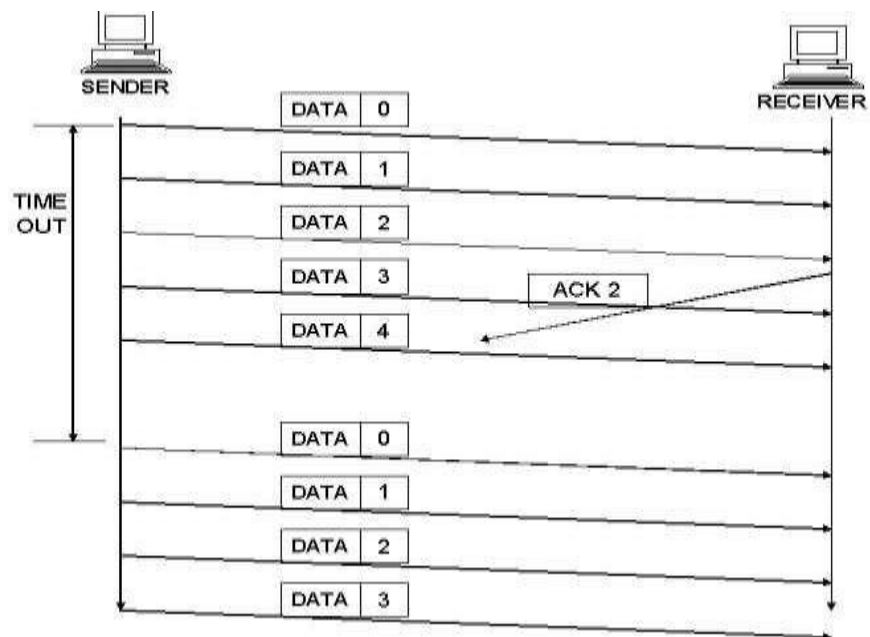 SENDER
RECEIVER
DATA 0
DATA 1
TIME
OUT
DATA 2
DATA 3
ACK 2
DATA 4
DATA 0
DATA 1
DATA 2
DATA 3